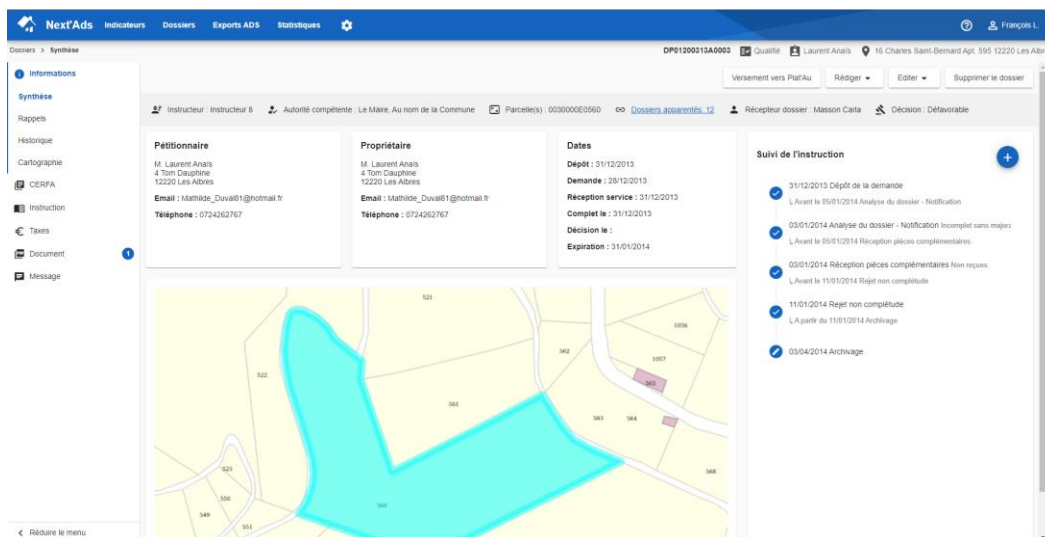 Next'Ads Indicateurs Dossiers Exports ADS Statistiques François L
Dossiers > Synthèse DP01200313A0003 Qualifié Laurent Anaïs 16 Charles Saint-Bernard Apt. 595 12220 Les Albr
Informations
Versement vers Plat'Au Rédiger Editer Supprimer le dossier
Synthèse
Rappels
Historique
Cartographie
CERFA
Instruction
Taxes
Document 1
Message
Réduire le menu
Instructeur : Instructeur 8 Autorité compétente : Le Maire, Au nom de la Commune Parcelle(s) : 0030000E0560 Dossiers apparentés: 12 Récepteur dossier : Masson Carla Décision : Défavorable
Pétitionnaire
M. Laurent Anaïs
4 Tom Dauphine
12220 Les Albres
Email : Mathilde_Duval81@hotmail.fr
Téléphone : 0724262767
Propriétaire
M. Laurent Anaïs
4 Tom Dauphine
12220 Les Albres
Email : Mathilde_Duval81@hotmail.fr
Téléphone : 0724262767
Dates
Dépôt : 31/12/2013
Demande : 28/12/2013
Réception service : 31/12/2013
Complet le : 31/12/2013
Décision le :
Expiration : 31/01/2014
Suivi de l'instruction
31/12/2013 Dépôt de la demande
Avant le 05/01/2014 Analyse du dossier - Notification
03/01/2014 Analyse du dossier - Notification Incomplet sans majora
Avant le 05/01/2014 Réception pièces complémentaires
03/01/2014 Réception pièces complémentaires Non reçues
Avant le 11/01/2014 Rejet non complétude
11/01/2014 Rejet non complétude
A partir du 11/01/2014 Archivage
03/04/2014 Archivage
521
1056
562
1057
522
565
561
563 564
568
525
550
560
549
551